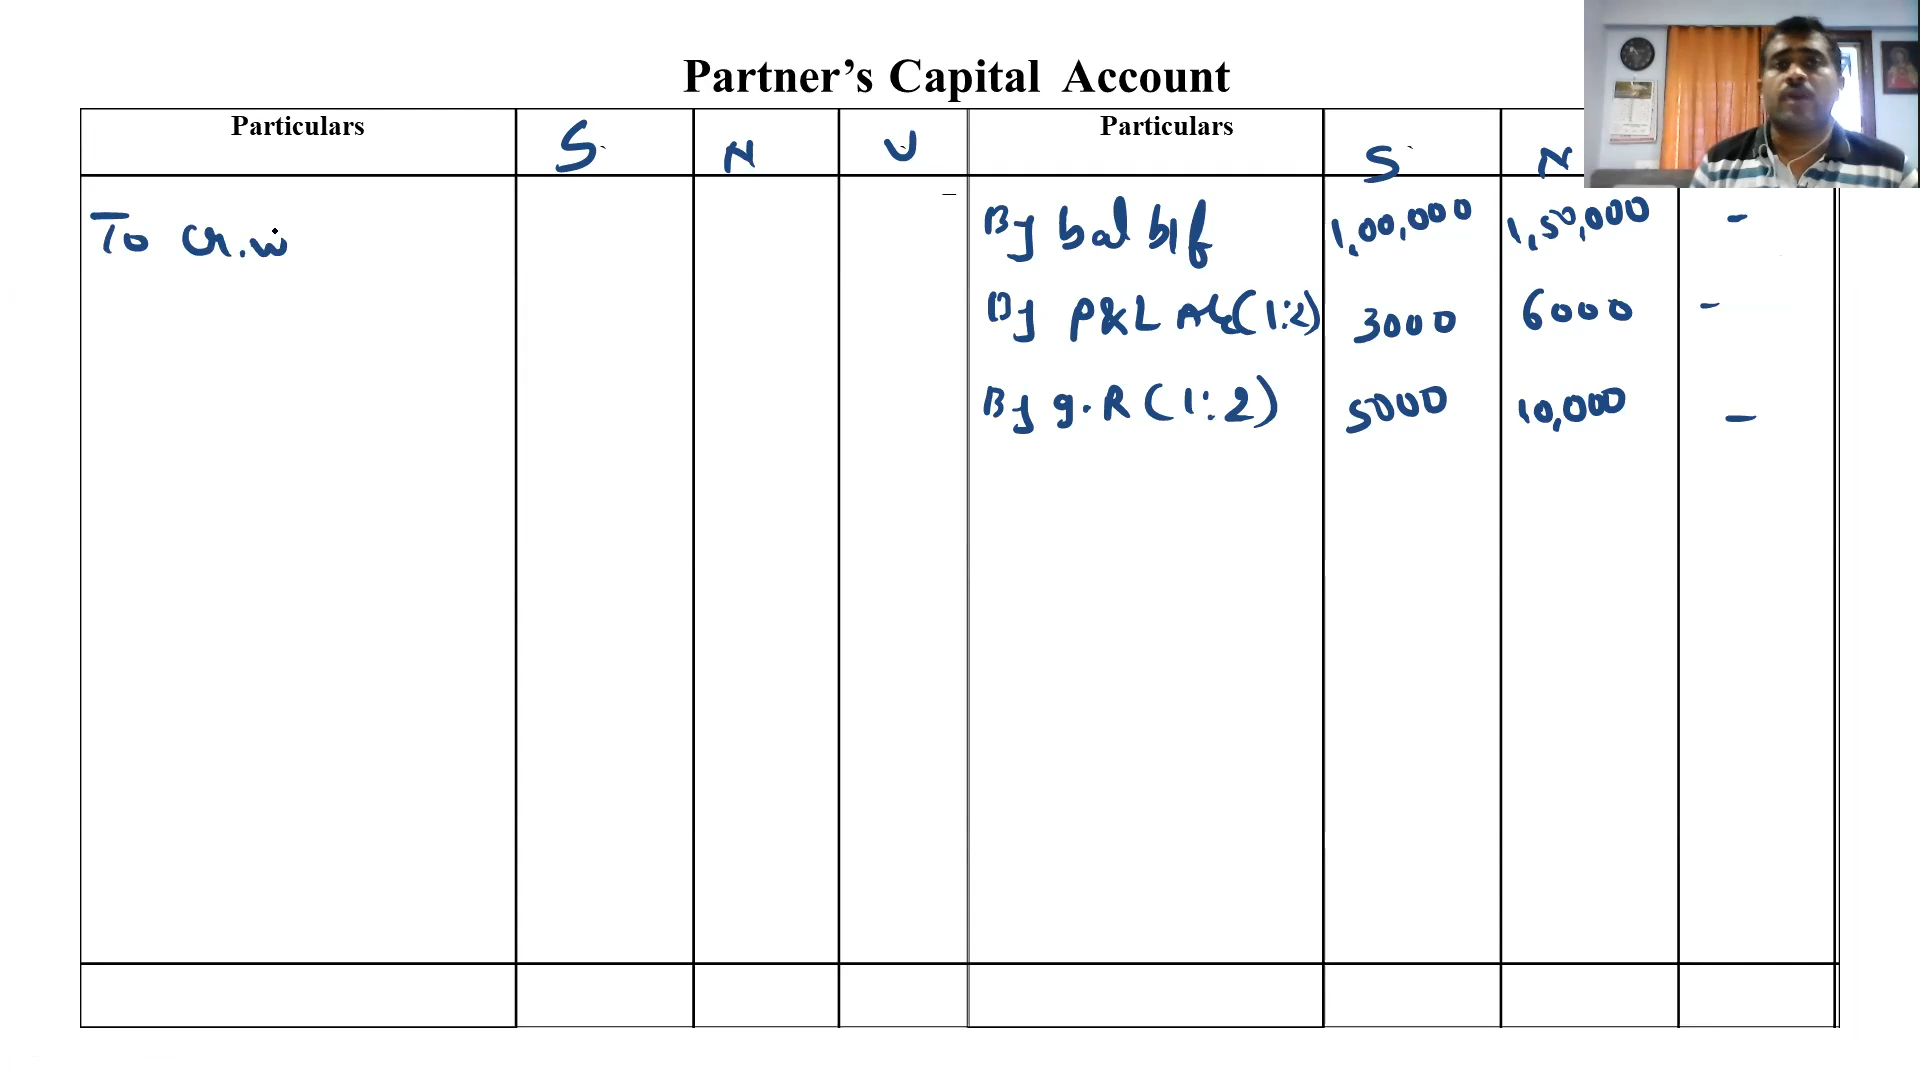 Partner’s Capital Account
Particulars S N U Particulars S N
To By bal b/f 1,00,000 1,50,000 -
By P&L A/c (1:2) 3000 6000 -
By g.R (1:2) 5000 10,000 -